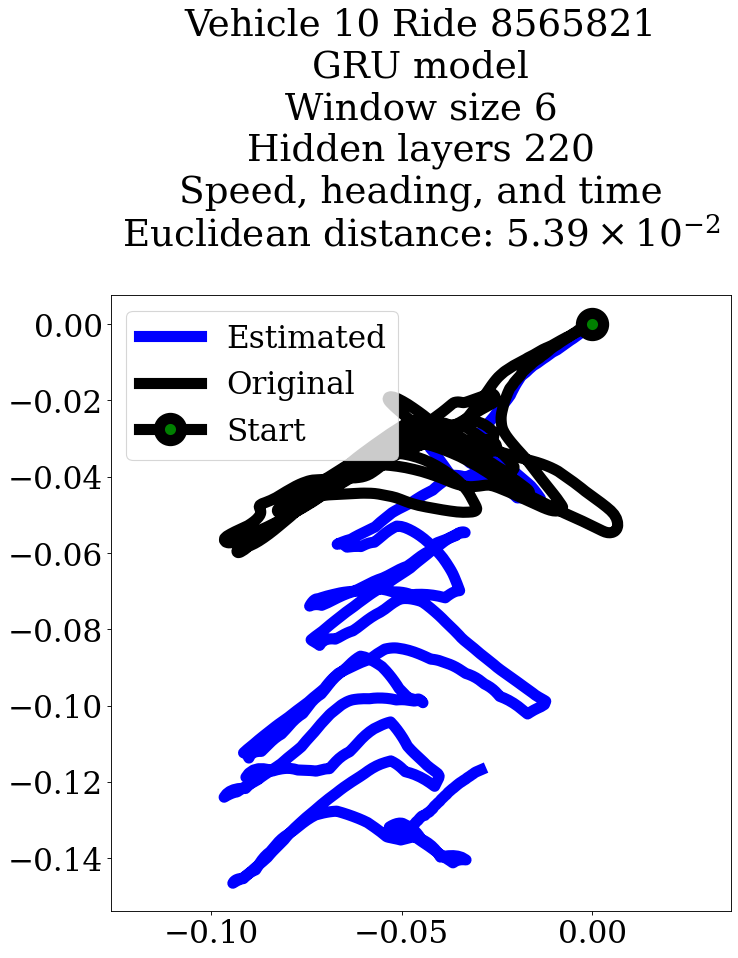 Vehicle 10 Ride 8565821
GRU model
Window size 6
Hidden layers 220
Speed, heading, and time
Euclidean distance: 5.39 × 10⁻²
Estimated
Original
Start
0.00
−0.02
−0.04
−0.06
−0.08
−0.10
−0.12
−0.14
−0.10
−0.05
0.00